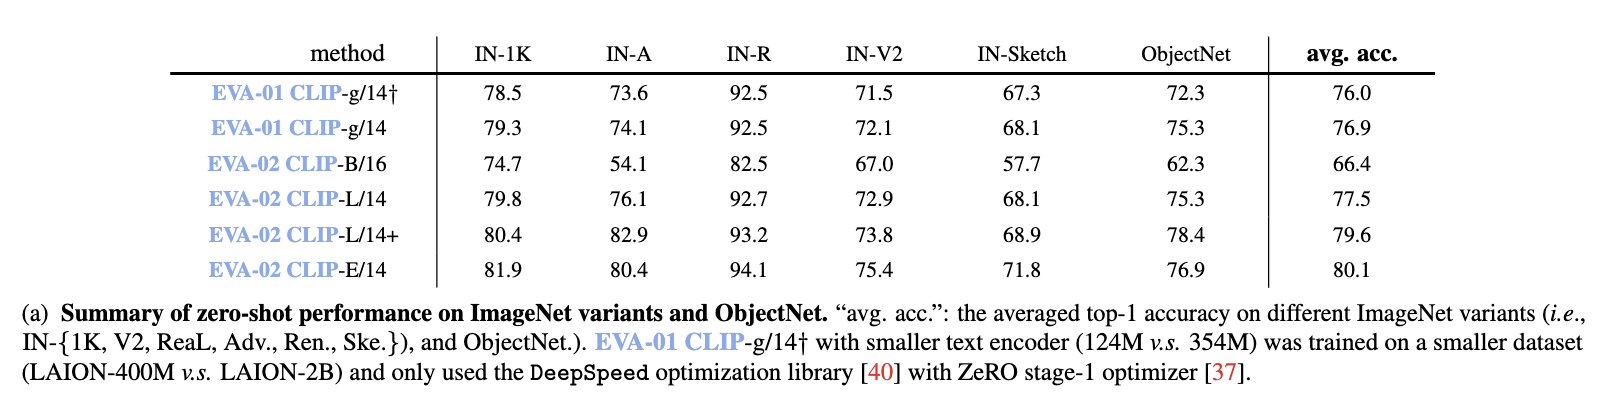 method IN-1K IN-A IN-R IN-V2 IN-Sketch ObjectNet avg. acc.
EVA-01 CLIP-g/14† 78.5 73.6 92.5 71.5 67.3 72.3 76.0
EVA-01 CLIP-g/14 79.3 74.1 92.5 72.1 68.1 75.3 76.9
EVA-02 CLIP-B/16 74.7 54.1 82.5 67.0 57.7 62.3 66.4
EVA-02 CLIP-L/14 79.8 76.1 92.7 72.9 68.1 75.3 77.5
EVA-02 CLIP-L/14+ 80.4 82.9 93.2 73.8 68.9 78.4 79.6
EVA-02 CLIP-E/14 81.9 80.4 94.1 75.4 71.8 76.9 80.1
(a) Summary of zero-shot performance on ImageNet variants and ObjectNet. “avg. acc.”: the averaged top-1 accuracy on different ImageNet variants (i.e.,
IN-{1K, V2, ReaL, Adv., Ren., Ske.}), and ObjectNet.). EVA-01 CLIP-g/14† with smaller text encoder (124M v.s. 354M) was trained on a smaller dataset
(LAION-400M v.s. LAION-2B) and only used the DeepSpeed optimization library [40] with ZeRO stage-1 optimizer [37].